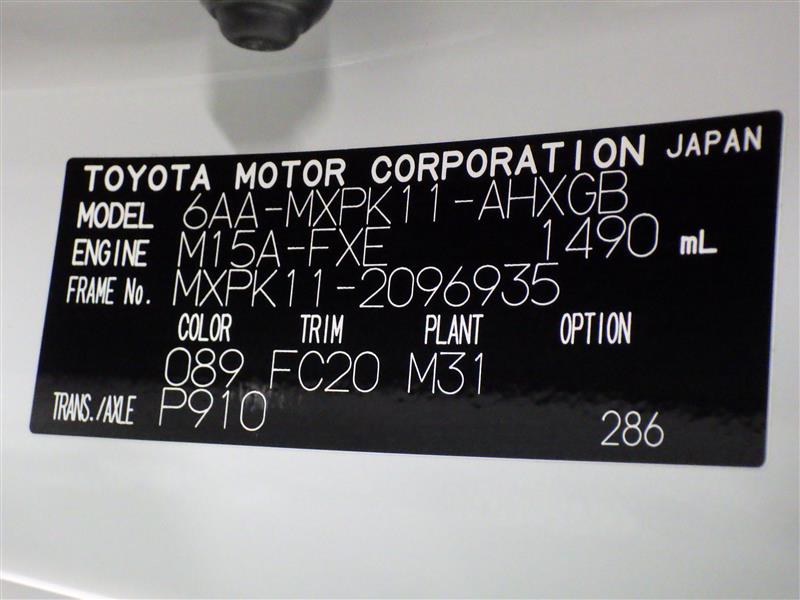 TOYOTA MOTOR CORPORATION JAPAN
MODEL 6AA-MXPK11-AHXGB
ENGINE M15A-FXE 1490 mL
FRAME No. MXPK11-2096935
COLOR TRIM PLANT OPTION
089 FC20 M31
TRANS./AXLE P910
286